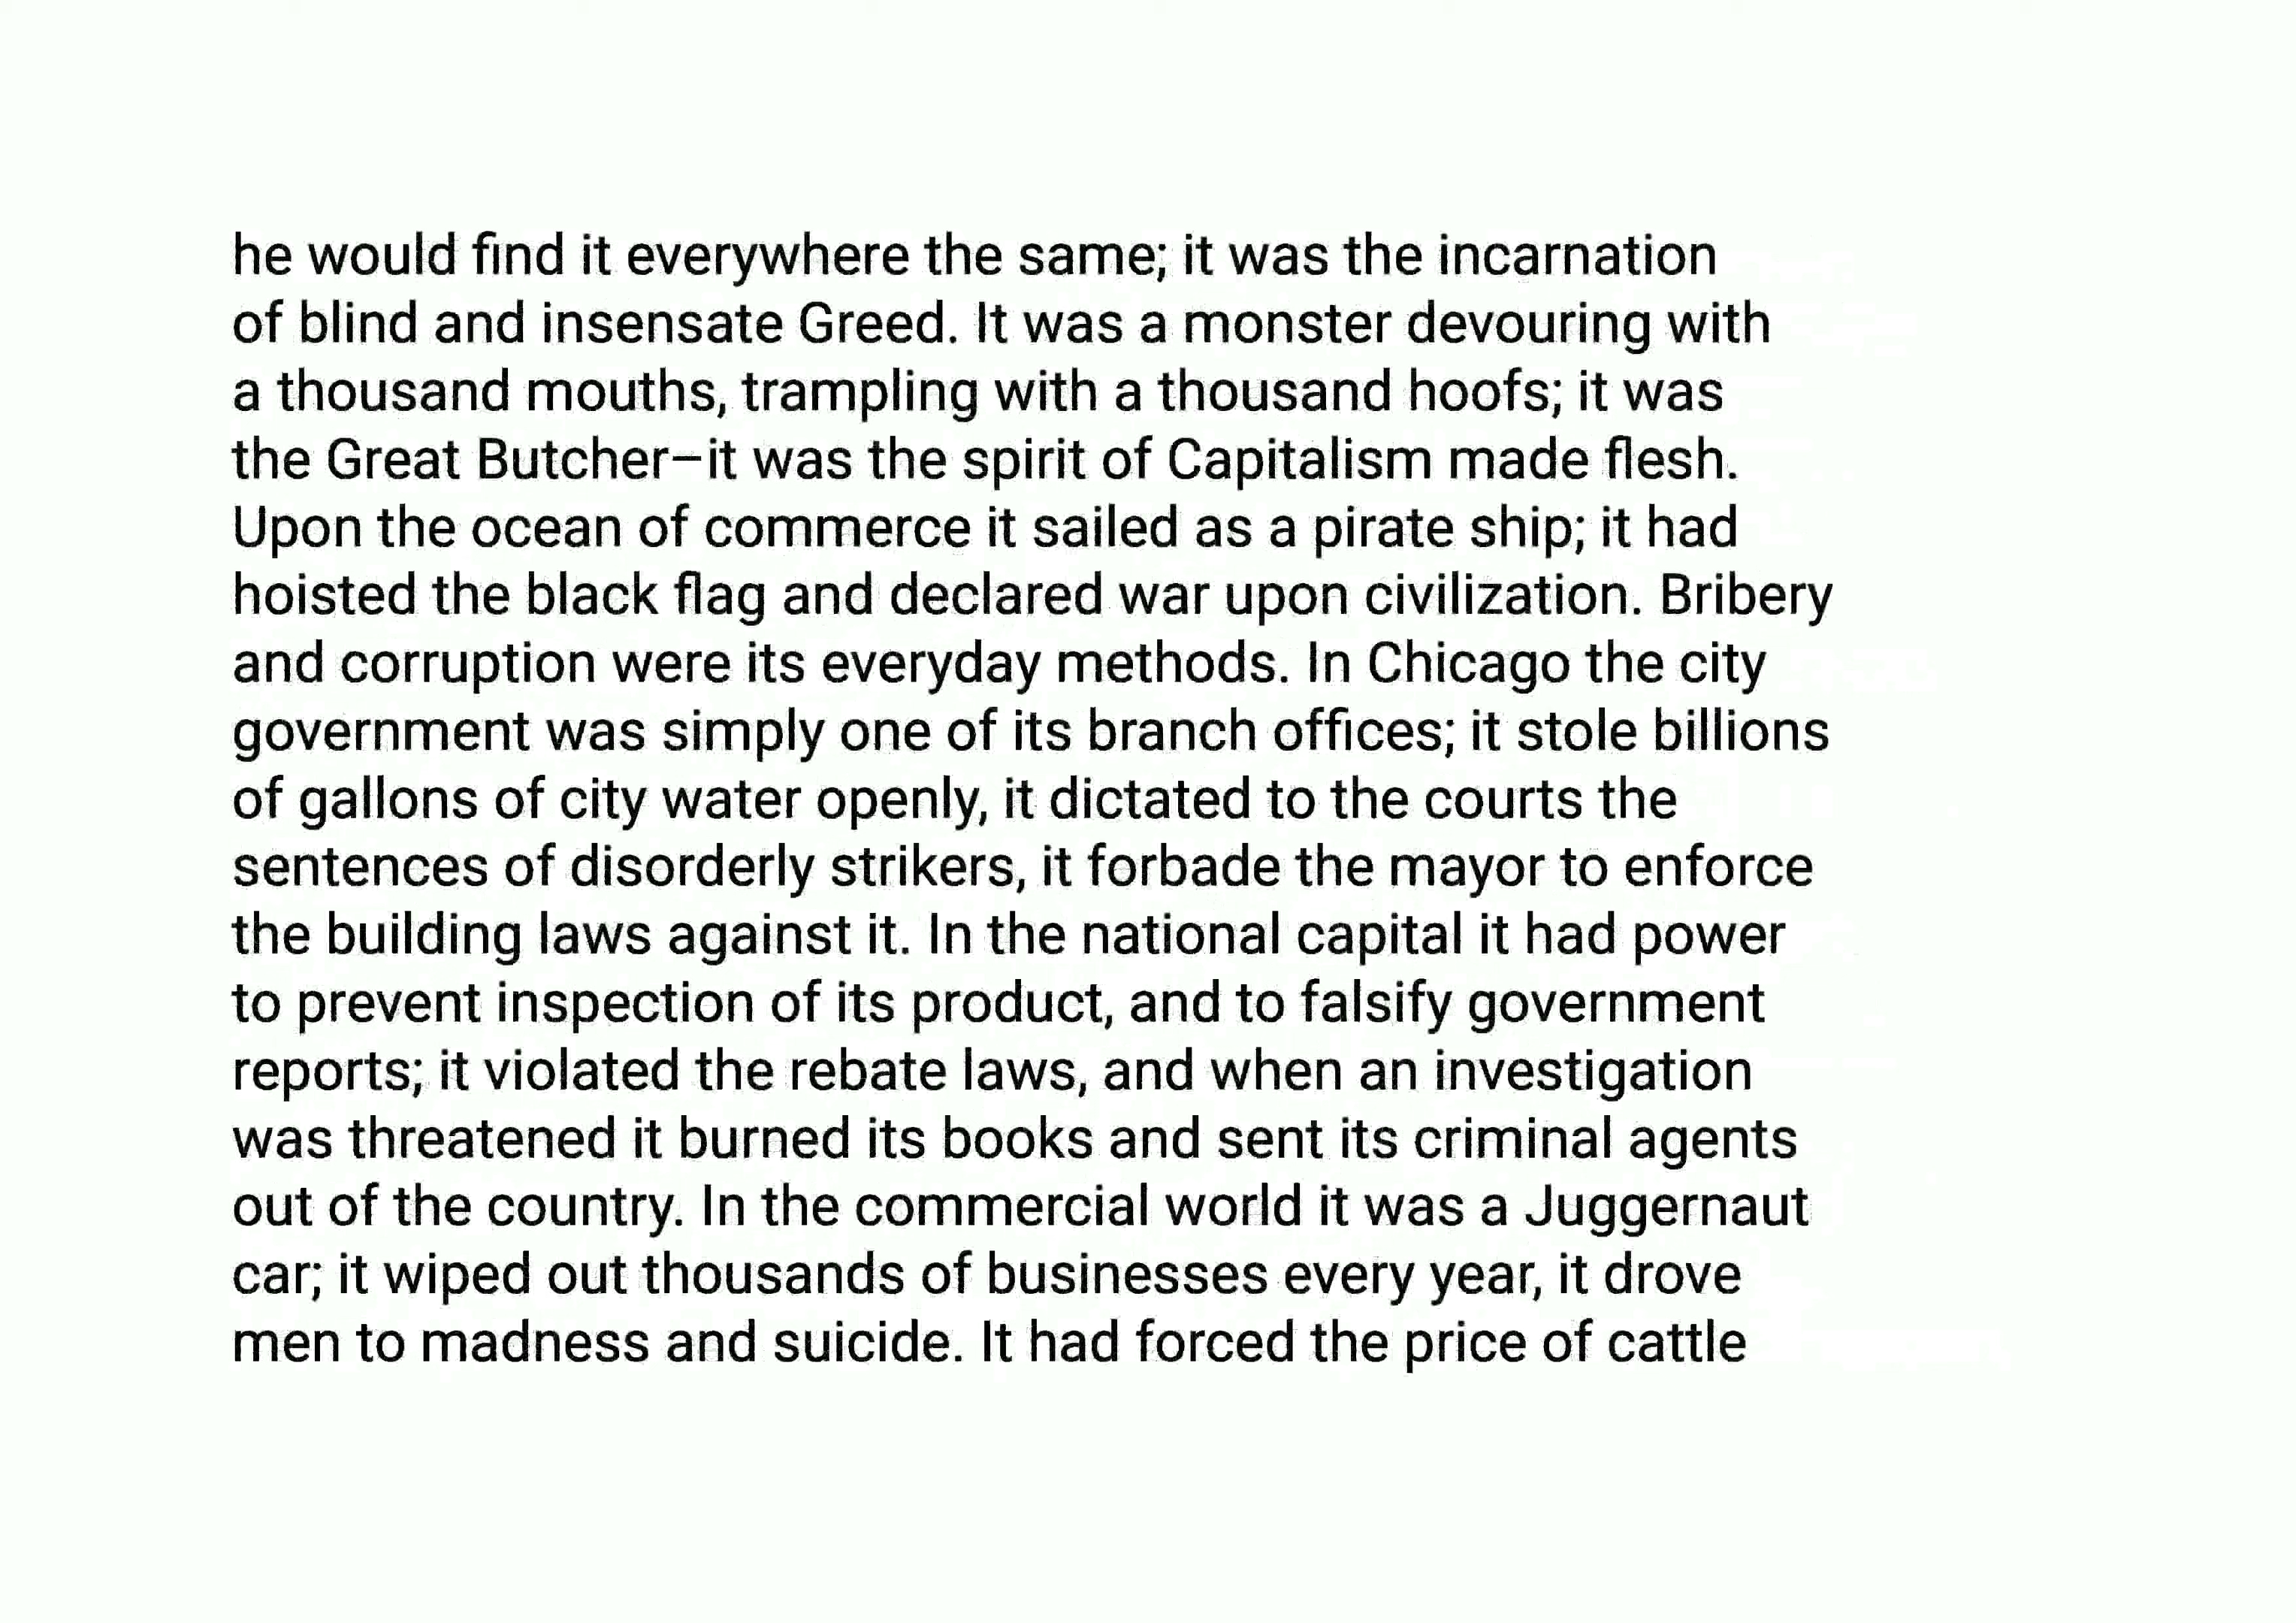 he would find it everywhere the same; it was the incarnation
of blind and insensate Greed. It was a monster devouring with
a thousand mouths, trampling with a thousand hoofs; it was
the Great Butcher–it was the spirit of Capitalism made flesh.
Upon the ocean of commerce it sailed as a pirate ship; it had
hoisted the black flag and declared war upon civilization. Bribery
and corruption were its everyday methods. In Chicago the city
government was simply one of its branch offices; it stole billions
of gallons of city water openly, it dictated to the courts the
sentences of disorderly strikers, it forbade the mayor to enforce
the building laws against it. In the national capital it had power
to prevent inspection of its product, and to falsify government
reports; it violated the rebate laws, and when an investigation
was threatened it burned its books and sent its criminal agents
out of the country. In the commercial world it was a Juggernaut
car; it wiped out thousands of businesses every year, it drove
men to madness and suicide. It had forced the price of cattle